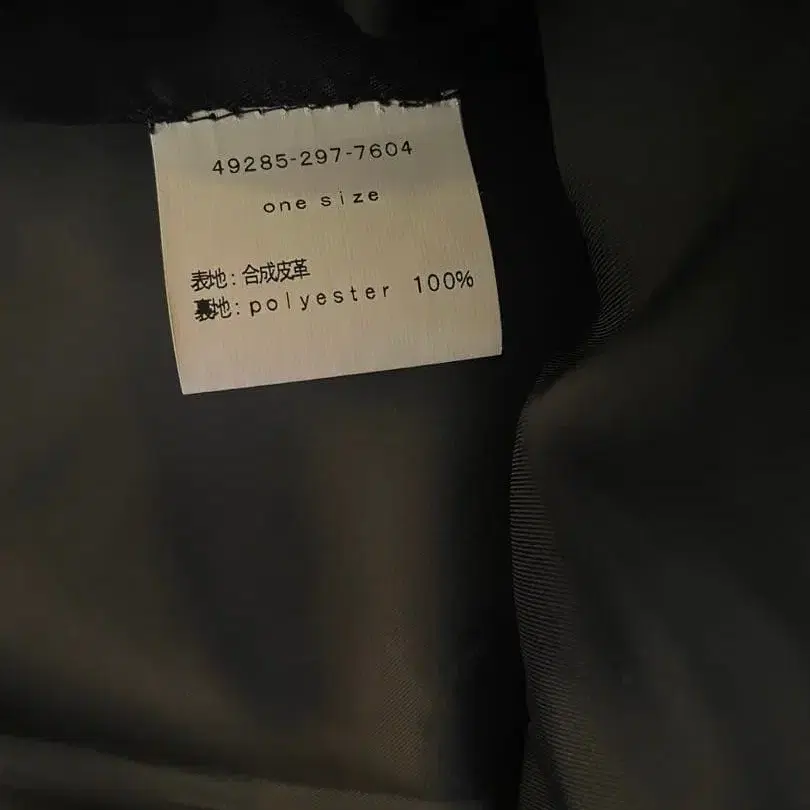 49285-297-7604
one size
表地:合成皮革
裏地:polyester 100%